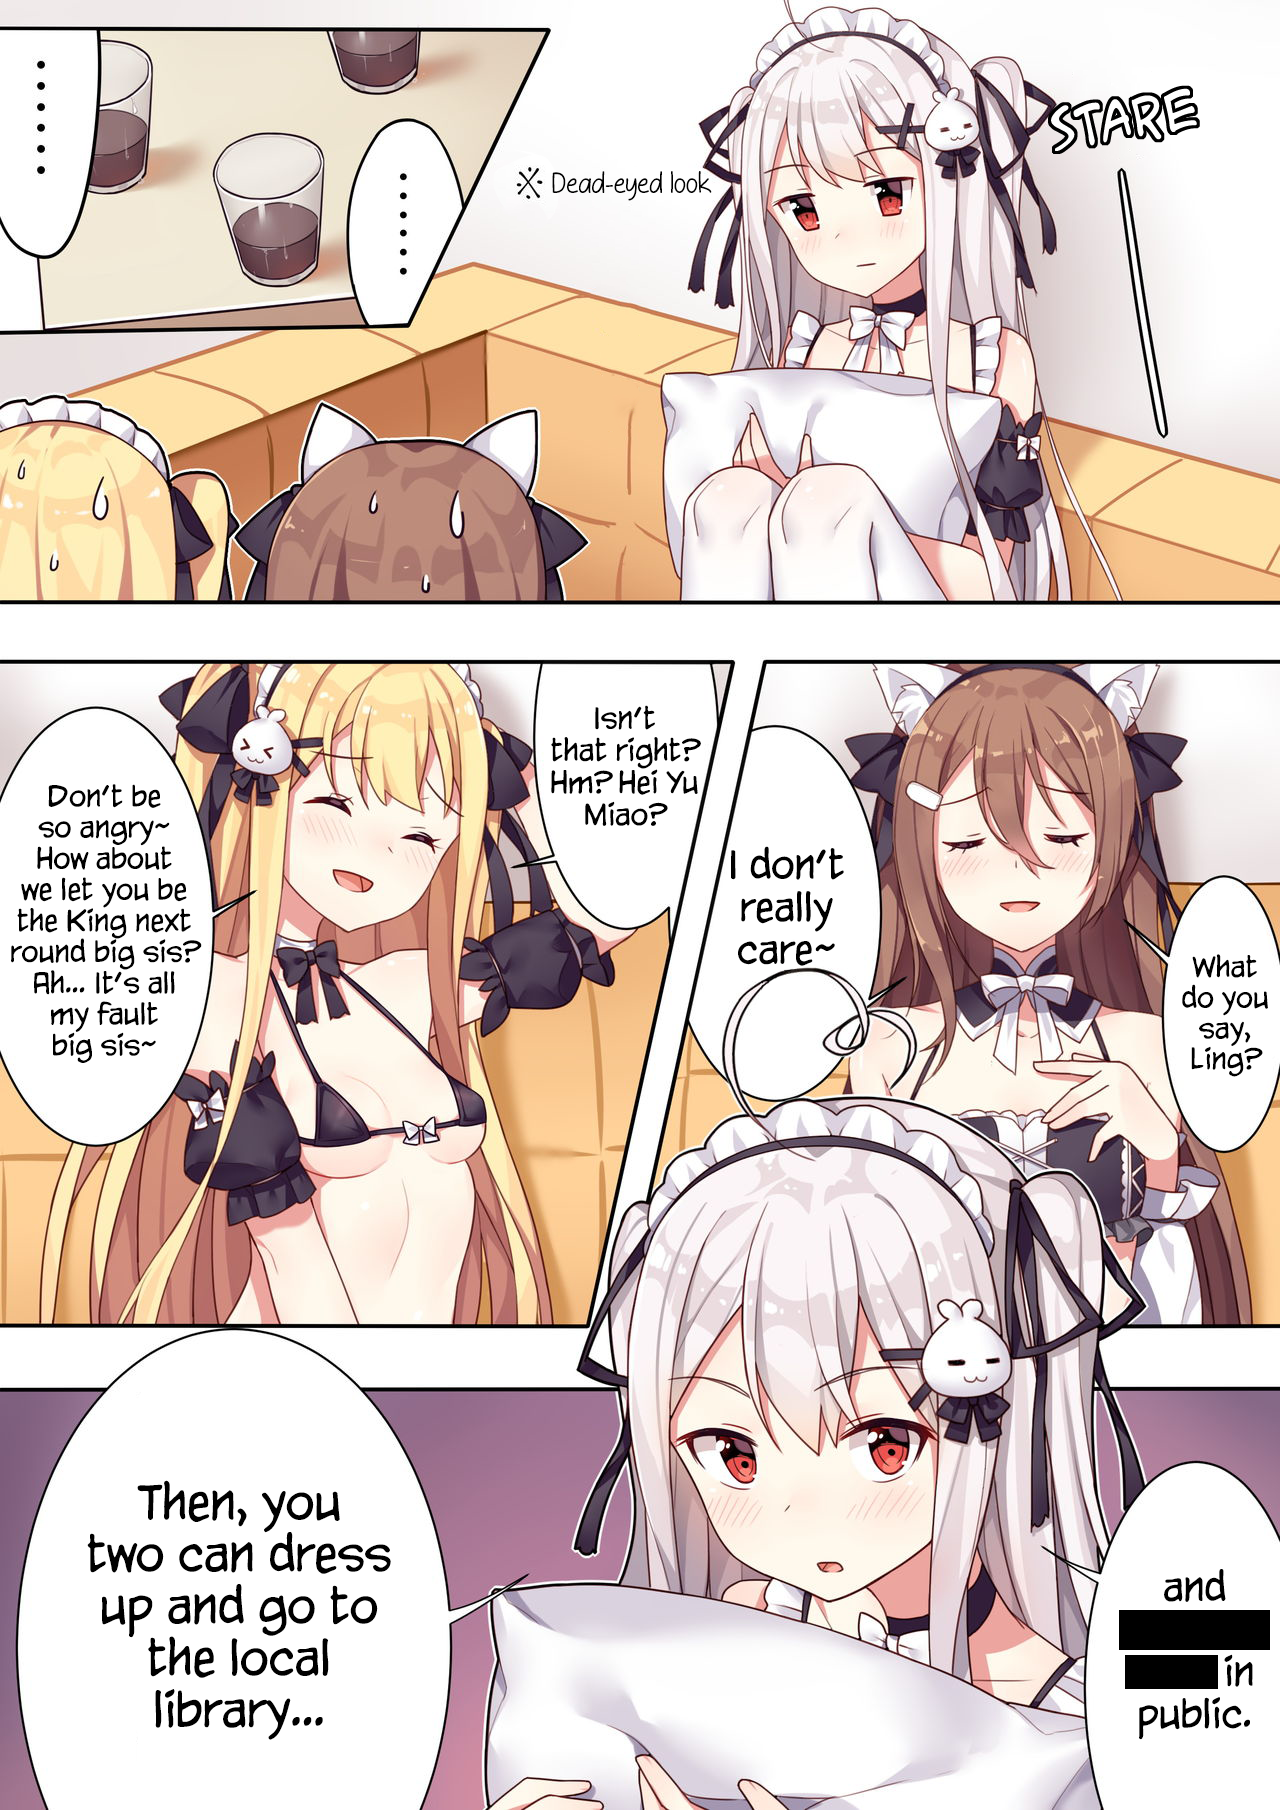 .....
....
※ Dead-eyed look
STARE
Don't be
so angry~
How about
we let you be
the King next
round big sis?
Ah... It's all
my fault
big sis~
Isn't
that right?
Hm? Hei Yu
Miao?
I don't
really
care~
What
do you
say,
Ling?
Then, you
two can dress
up and go to
the local
library...
and
in
public.